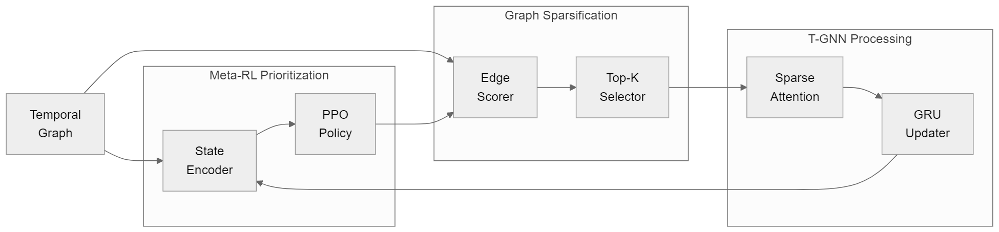 Temporal
Graph
Meta-RL Prioritization
State
Encoder
PPO
Policy
Graph Sparsification
Edge
Scorer
Top-K
Selector
T-GNN Processing
Sparse
Attention
GRU
Updater